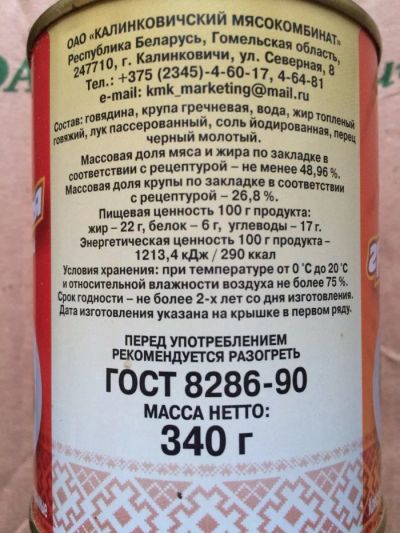 ОАО «КАЛИНКОВИЧСКИЙ МЯСОКОМБИНАТ»
Республика Беларусь, Гомельская область,
247710, г. Калинковичи, ул. Северная, 8
Тел.: +375 (2345)-4-60-17, 4-64-81
e-mail: kmk_marketing@mail.ru
Состав: говядина, крупа гречневая, вода, жир топленый
говяжий, лук пассерованный, соль йодированная, перец
черный молотый.
Массовая доля мяса и жира по закладке в
соответствии с рецептурой – не менее 48,96 %.
Массовая доля крупы по закладке в соответствии
с рецептурой – 26,8 %.
Пищевая ценность 100 г продукта:
жир – 22 г, белок – 6 г, углеводы – 17 г.
Энергетическая ценность 100 г продукта –
1213,4 кДж / 290 ккал
Условия хранения: при температуре от 0 °С до 20 °С
и относительной влажности воздуха не более 75 %.
Срок годности – не более 2-х лет со дня изготовления.
Дата изготовления указана на крышке в первом ряду.
ПЕРЕД УПОТРЕБЛЕНИЕМ
РЕКОМЕНДУЕТСЯ РАЗОГРЕТЬ
ГОСТ 8286-90
МАССА НЕТТО:
340 г